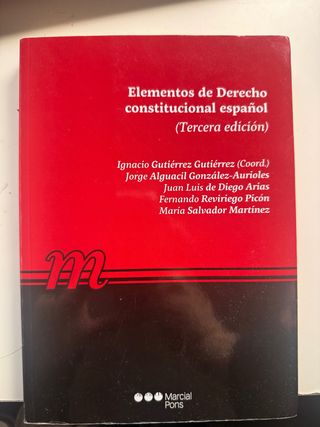 Elementos de Derecho
constitucional español
(Tercera edición)
Ignacio Gutiérrez Gutiérrez (Coord.)
Jorge Alguacil González-Aurioles
Juan Luis de Diego Arias
Fernando Reviriego Picón
María Salvador Martínez
m
Marcial
Pons